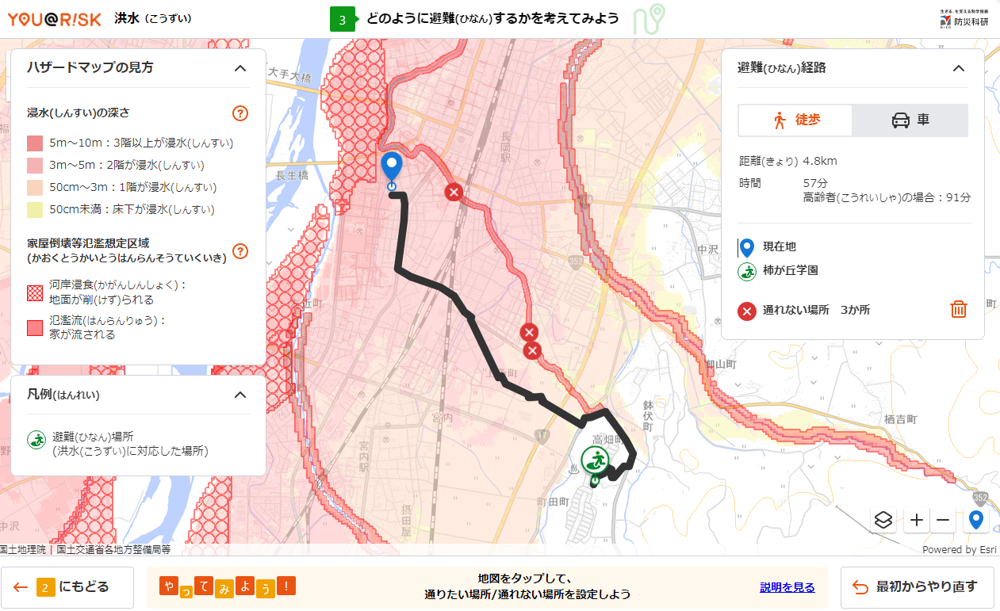 YOU@R!SK 洪水 (こうずい)
3 どのように避難(ひなん)するかを考えてみよう
生きる、を支える科学技術
NIED 防災科研
ハザードマップの見方
浸水(しんすい)の深さ ?
5m〜10m：3階以上が浸水(しんすい)
3m〜5m：2階が浸水(しんすい)
50cm〜3m：1階が浸水(しんすい)
50cm未満：床下が浸水(しんすい)
家屋倒壊等氾濫想定区域
(かおくとうかいとうはんらんそうていくいき) ?
河岸浸食(かがんしんしょく)：
地面が削(けず)られる
氾濫流(はんらんりゅう)：
家が流される
凡例(はんれい)
避難(ひなん)場所
(洪水(こうずい)に対応した場所)
大手大橋
長生橋
長岡駅
352
中沢
宮内
宮内駅
17
摂田屋
高畑町
鉢伏町
町田町
栖吉町
352
中沢
避難(ひなん)経路
徒歩
車
距離(きょり) 4.8km
時間 57分
高齢者(こうれいしゃ)の場合：91分
現在地
柿が丘学園
通れない場所 3か所
国土地理院 | 国土交通省各地方整備局等
Powered by Esri
2 にもどる
やってみよう!
地図をタップして、
通りたい場所/通れない場所を設定しよう
説明を見る
最初からやり直す